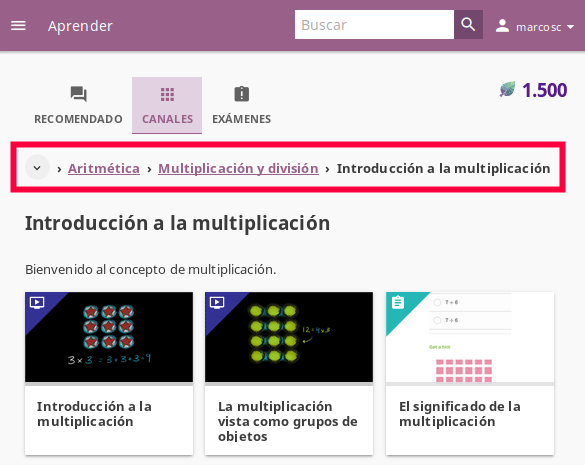 Aprender
Buscar
marcosc
1.500
RECOMENDADO
CANALES
EXÁMENES
› Aritmética › Multiplicación y división › Introducción a la multiplicación
Introducción a la multiplicación
Bienvenido al concepto de multiplicación.
3 × 3 = 3+3+3=9
12 = 4 × 3
7 + 6
7 + 6
Get a hint
Introducción a la
multiplicación
La multiplicación
vista como grupos de
objetos
El significado de la
multiplicación